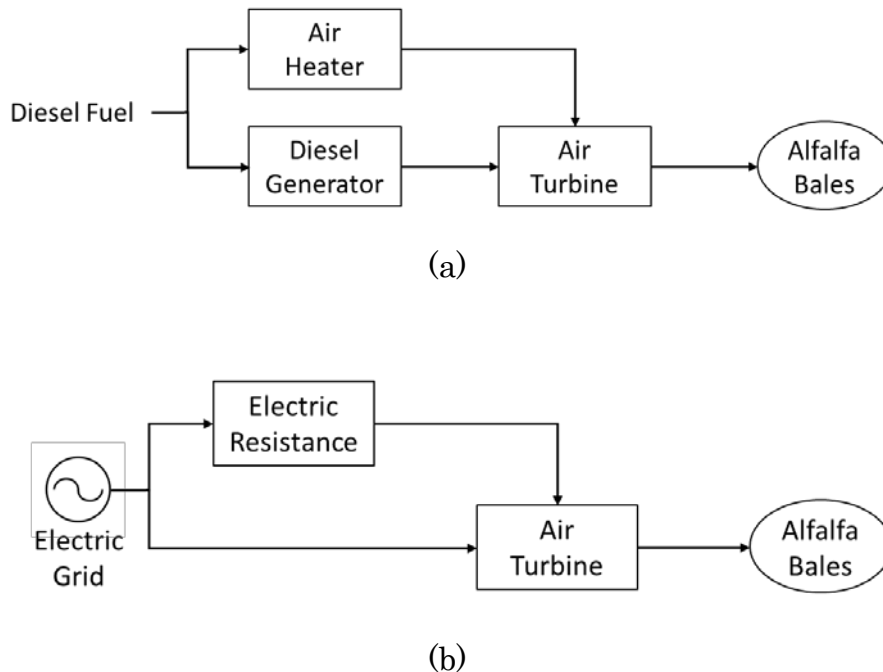 Air
Heater
Diesel Fuel
Diesel
Generator
Air
Turbine
Alfalfa
Bales
(a)
Electric
Resistance
Electric
Grid
Air
Turbine
Alfalfa
Bales
(b)